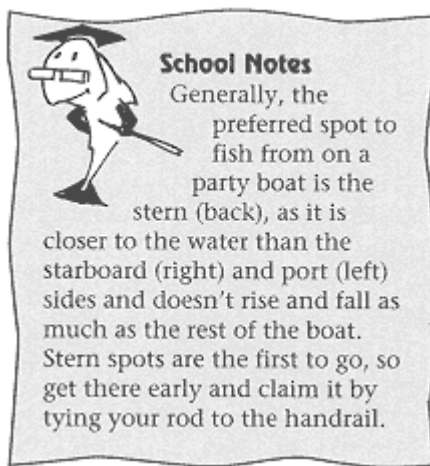 School Notes
Generally, the
preferred spot to
fish from on a
party boat is the
stern (back), as it is
closer to the water than the
starboard (right) and port (left)
sides and doesn't rise and fall as
much as the rest of the boat.
Stern spots are the first to go, so
get there early and claim it by
tying your rod to the handrail.